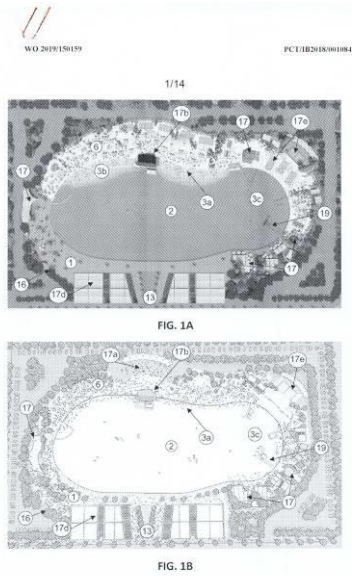 WO 2019/150159 PCT/IB2018/001084
1/14
17b 17 17e
6
17 3b 3a 3c
2 19
1 17
16 17d 13
FIG. 1A
17a 17b 17e
6
17 3a
2 3c
19
1 17
16 17d 13
FIG. 1B